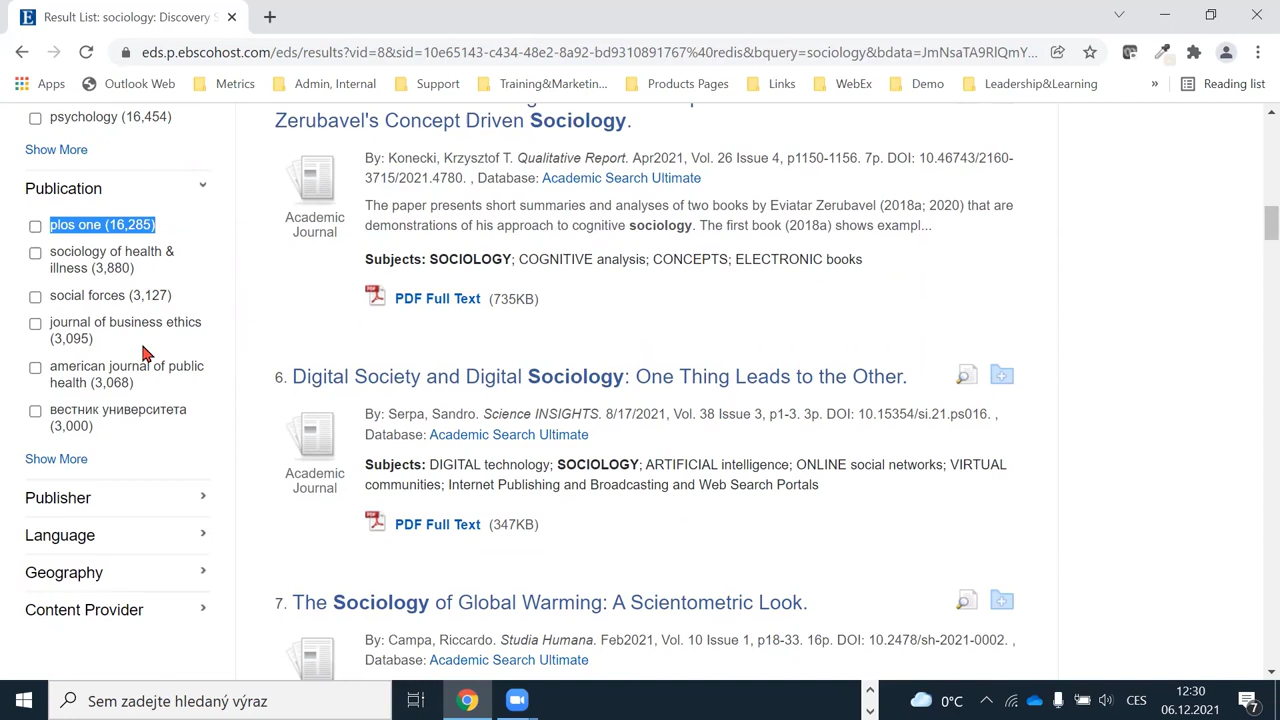 Result List: sociology: Discovery S
eds.p.ebscohost.com/eds/results?vid=8&sid=10e65143-c434-48e2-8a92-bd9310891767%40redis&bquery=sociology&bdata=JmNsaTA9RlQmY...
Apps
Outlook Web
Metrics
Admin, Internal
Support
Training&Marketin...
Products Pages
Links
WebEx
Demo
Leadership&Learning
»
Reading list
psychology (16,454)
Show More
Publication
plos one (16,285)
sociology of health &
illness (3,880)
social forces (3,127)
journal of business ethics
(3,095)
american journal of public
health (3,068)
вестник университета
(3,000)
Show More
Publisher
Language
Geography
Content Provider
Zerubavel's Concept Driven Sociology.
Academic
Journal
By: Konecki, Krzysztof T. Qualitative Report. Apr2021, Vol. 26 Issue 4, p1150-1156. 7p. DOI: 10.46743/2160-
3715/2021.4780. , Database: Academic Search Ultimate
The paper presents short summaries and analyses of two books by Eviatar Zerubavel (2018a; 2020) that are
demonstrations of his approach to cognitive sociology. The first book (2018a) shows exampl...
Subjects: SOCIOLOGY; COGNITIVE analysis; CONCEPTS; ELECTRONIC books
PDF Full Text (735KB)
6. Digital Society and Digital Sociology: One Thing Leads to the Other.
Academic
Journal
By: Serpa, Sandro. Science INSIGHTS. 8/17/2021, Vol. 38 Issue 3, p1-3. 3p. DOI: 10.15354/si.21.ps016. ,
Database: Academic Search Ultimate
Subjects: DIGITAL technology; SOCIOLOGY; ARTIFICIAL intelligence; ONLINE social networks; VIRTUAL
communities; Internet Publishing and Broadcasting and Web Search Portals
PDF Full Text (347KB)
7. The Sociology of Global Warming: A Scientometric Look.
By: Campa, Riccardo. Studia Humana. Feb2021, Vol. 10 Issue 1, p18-33. 16p. DOI: 10.2478/sh-2021-0002. ,
Database: Academic Search Ultimate
Sem zadejte hledaný výraz
0°C
CES
12:30
06.12.2021
7